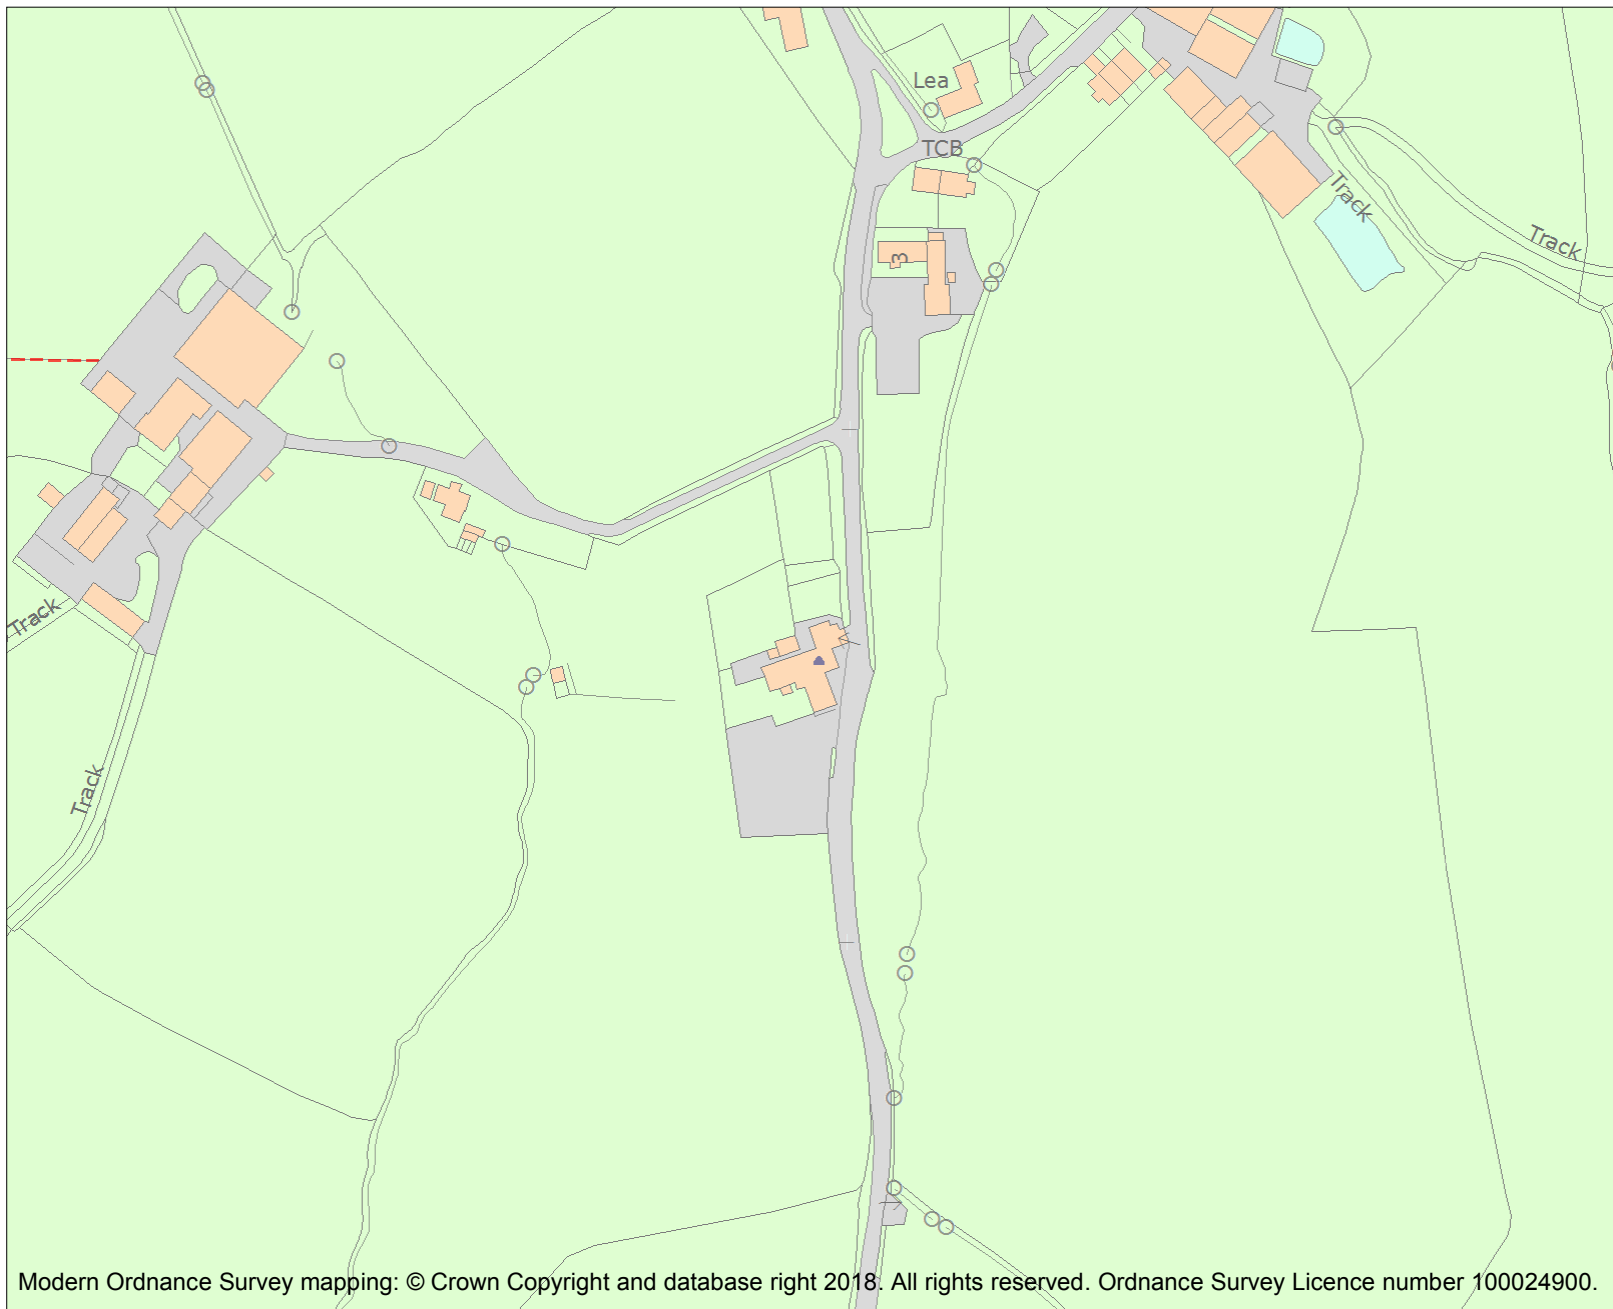 Lea
TCB
Track
Track
3
Track
Track
Modern Ordnance Survey mapping: © Crown Copyright and database right 2018. All rights reserved. Ordnance Survey Licence number 100024900.